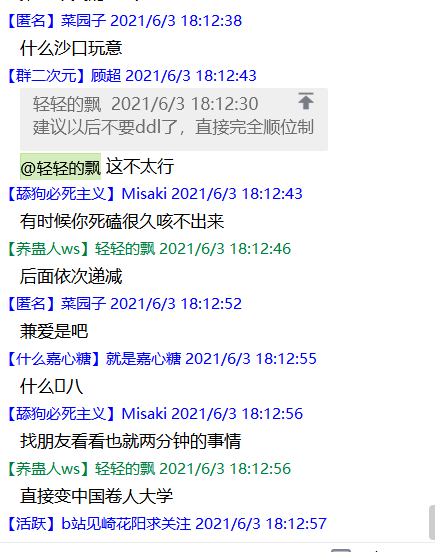 【匿名】菜园子 2021/6/3 18:12:38
什么沙口玩意
【群二次元】顾超 2021/6/3 18:12:43
轻轻的飘 2021/6/3 18:12:30
建议以后不要ddl了，直接完全顺位制
@轻轻的飘 这不太行
【舔狗必死主义】Misaki 2021/6/3 18:12:43
有时候你死磕很久咳不出来
【养蛊人ws】轻轻的飘 2021/6/3 18:12:46
后面依次递减
【匿名】菜园子 2021/6/3 18:12:52
兼爱是吧
【什么嘉心糖】就是嘉心糖 2021/6/3 18:12:55
什么𫚉八
【舔狗必死主义】Misaki 2021/6/3 18:12:56
找朋友看看也就两分钟的事情
【养蛊人ws】轻轻的飘 2021/6/3 18:12:56
直接变中国卷人大学
【活跃】b站见崎花阳求关注 2021/6/3 18:12:57